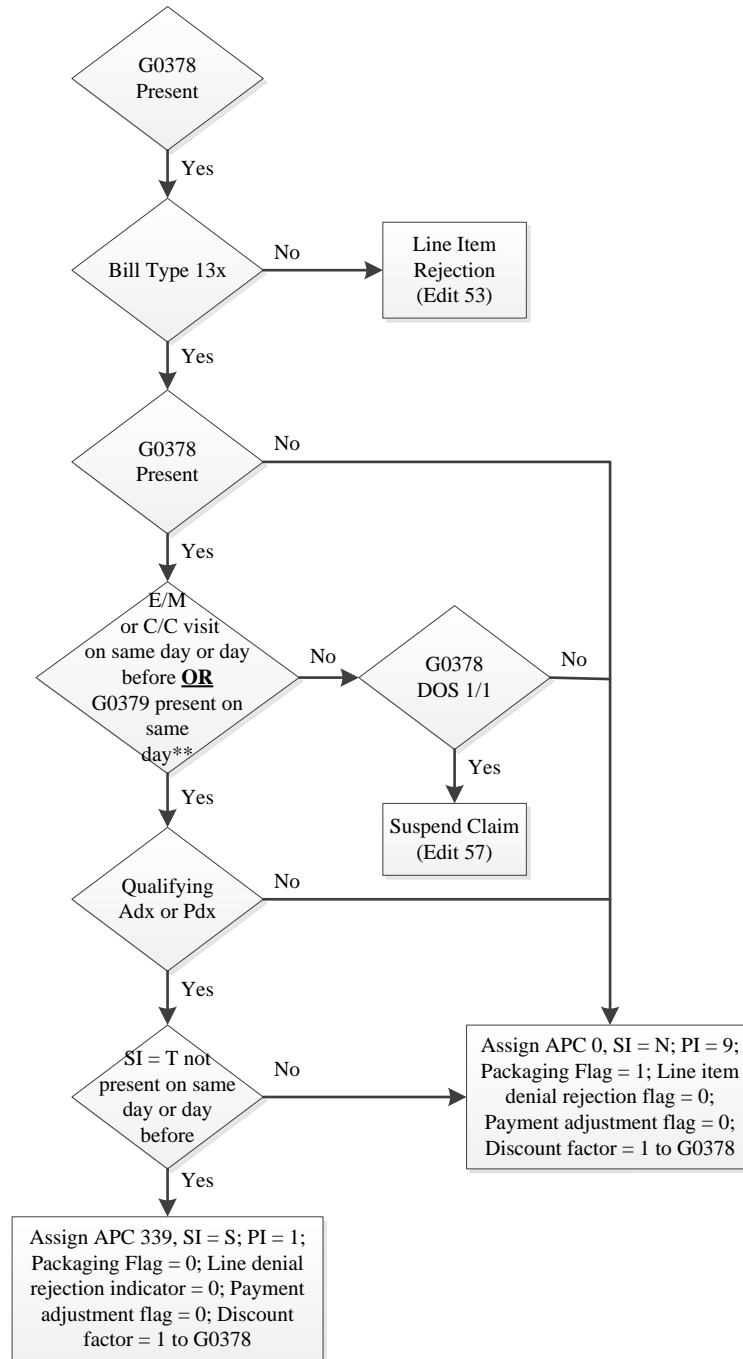 G0378
Present
Yes
Bill Type 13x
No
Line Item
Rejection
(Edit 53)
Yes
G0378
Present
No
Yes
E/M
or C/C visit
on same day or day
before OR
G0379 present on
same
day**
No
G0378
DOS 1/1
No
Yes
Yes
Suspend Claim
(Edit 57)
Qualifying
Adx or Pdx
No
Yes
SI = T not
present on same
day or day
before
No
Assign APC 0, SI = N; PI = 9;
Packaging Flag = 1; Line item
denial rejection flag = 0;
Payment adjustment flag = 0;
Discount factor = 1 to G0378
Yes
Assign APC 339, SI = S; PI = 1;
Packaging Flag = 0; Line denial
rejection indicator = 0; Payment
adjustment flag = 0; Discount
factor = 1 to G0378